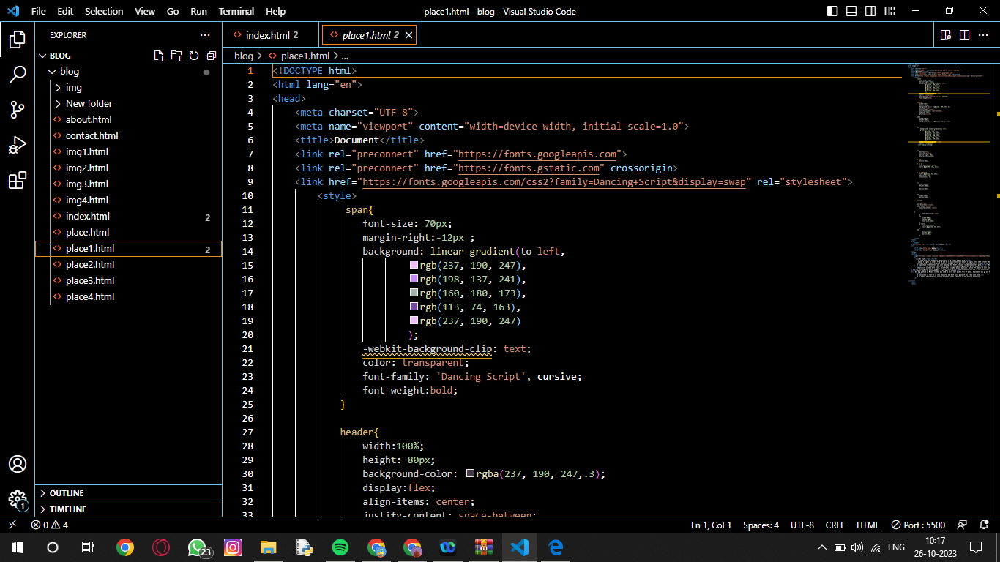 File Edit Selection View Go Run Terminal Help
place1.html - blog - Visual Studio Code
EXPLORER
BLOG
blog
img
New folder
about.html
contact.html
img1.html
img2.html
img3.html
img4.html
index.html 2
place.html
place1.html 2
place2.html
place3.html
place4.html
OUTLINE
TIMELINE
index.html 2 place1.html 2
blog > place1.html > ...
1 <!DOCTYPE html>
2 <html lang="en">
3 <head>
4 <meta charset="UTF-8">
5 <meta name="viewport" content="width=device-width, initial-scale=1.0">
6 <title>Document</title>
7 <link rel="preconnect" href="https://fonts.googleapis.com">
8 <link rel="preconnect" href="https://fonts.gstatic.com" crossorigin>
9 <link href="https://fonts.googleapis.com/css2?family=Dancing+Script&display=swap" rel="stylesheet">
10 <style>
11 span{
12 font-size: 70px;
13 margin-right:-12px ;
14 background: linear-gradient(to left,
15 rgb(237, 190, 247),
16 rgb(198, 137, 241),
17 rgb(160, 180, 173),
18 rgb(113, 74, 163),
19 rgb(237, 190, 247)
20 );
21 -webkit-background-clip: text;
22 color: transparent;
23 font-family: 'Dancing Script', cursive;
24 font-weight:bold;
25 }
26
27 header{
28 width:100%;
29 height: 80px;
30 background-color: rgba(237, 190, 247,.3);
31 display:flex;
32 align-items: center;
33 justify-content: space-between;
1
0 4
Ln 1, Col 1 Spaces: 4 UTF-8 CRLF HTML Port : 5500
23
ENG
10:17
26-10-2023